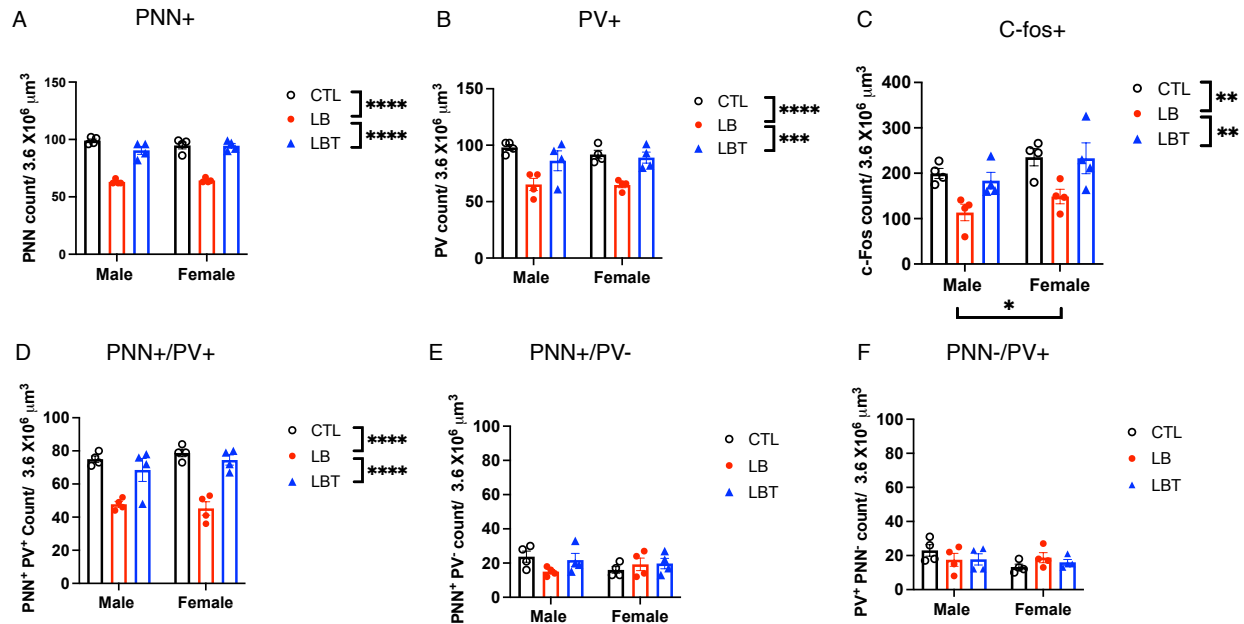 A
PNN+
PNN count/ 3.6 X10⁶ μm³
150
100
50
0
Male
Female
CTL
LB
LBT
****
****
B
PV+
PV count/ 3.6 X10⁶ μm³
150
100
50
0
Male
Female
CTL
LB
LBT
****
***
C
C-fos+
c-Fos count/ 3.6 X10⁶ μm³
400
300
200
100
0
Male
Female
*
CTL
LB
LBT
**
**
D
PNN+/PV+
PNN⁺ PV⁺ Count/ 3.6 X10⁶ μm³
100
80
60
40
20
0
Male
Female
CTL
LB
LBT
****
****
E
PNN+/PV-
PNN⁺ PV⁻ count/ 3.6 X10⁶ μm³
100
80
60
40
20
0
Male
Female
CTL
LB
LBT
F
PNN-/PV+
PV⁺ PNN⁻ count/ 3.6 X10⁶ μm³
100
80
60
40
20
0
Male
Female
CTL
LB
LBT